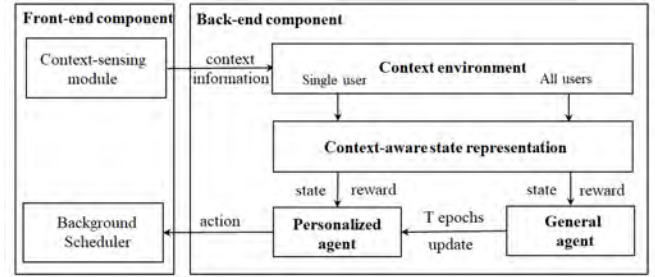 Front-end component
Back-end component
Context-sensing
module
context
information
Context environment
Single user
All users
Context-aware state representation
state
reward
state
reward
Background
Scheduler
action
Personalized
agent
T epochs
update
General
agent